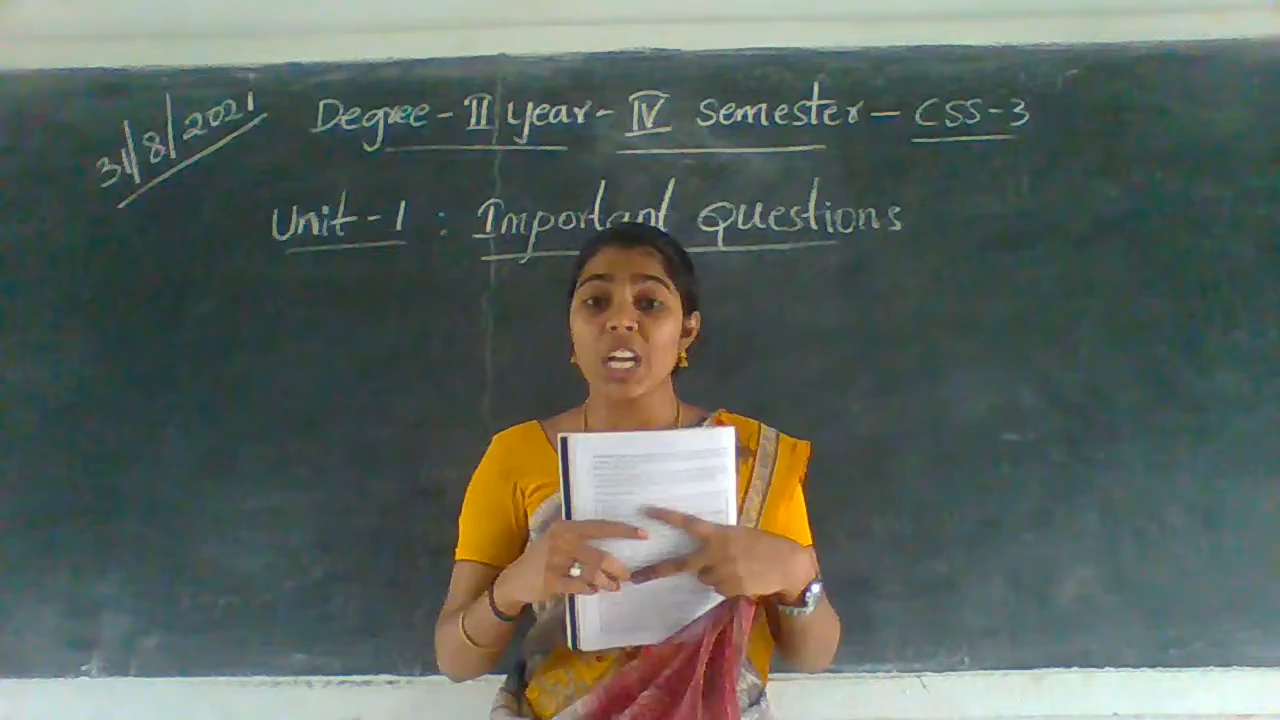 31/8/2021
Degree - II year - IV Semester - CSS-3
Unit - 1 : Important Questions